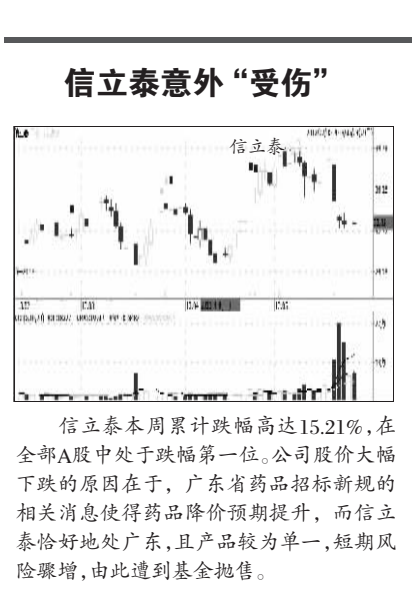 信立泰意外“受伤”
信立泰
信立泰本周累计跌幅高达15.21%,在
全部A股中处于跌幅第一位。公司股价大幅
下跌的原因在于，广东省药品招标新规的
相关消息使得药品降价预期提升，而信立
泰恰好地处广东,且产品较为单一,短期风
险骤增,由此遭到基金抛售。